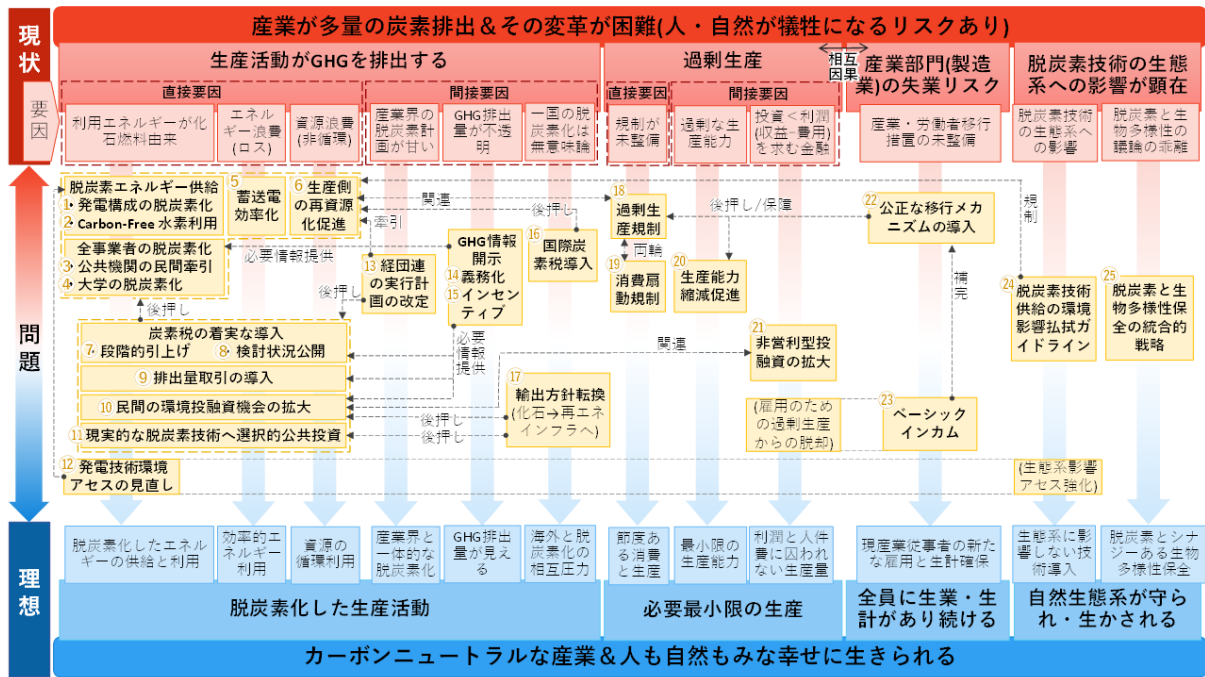 現状
産業が多量の炭素排出＆その変革が困難(人・自然が犠牲になるリスクあり)
生産活動がGHGを排出する
過剰生産
相互
因果
産業部門(製造
業)の失業リスク
脱炭素技術の生態
系への影響が顕在
要因
直接要因
間接要因
直接要因
間接要因
利用エネルギーが化
石燃料由来
エネル
ギー浪費
(ロス)
資源浪費
(非循環)
産業界の
脱炭素計
画が甘い
GHG排出
量が不透
明
一国の脱
炭素化は
無意味論
規制が
未整備
過剰な生
産能力
投資＜利潤
(収益−費用)
を求む金融
産業・労働者移行
措置の未整備
脱炭素技術
の生態系へ
の影響
脱炭素と生
物多様性の
議論の乖離
問題
脱炭素エネルギー供給
1・発電構成の脱炭素化
2・Carbon-Free 水素利用
5
蓄送電
効率化
6 生産側
の再資源
化促進
全事業者の脱炭素化
3・公共機関の民間牽引
4・大学の脱炭素化
関連
後押し
牽引
必要情報提供
後押し
後押し
13 経団連
の実行計
画の改定
GHG情報
開示
14・義務化
15・インセン
ティブ
16 国際炭
素税導入
18
過剰生
産規制
両輪
19
消費扇
動規制
後押し/保障
20
生産能力
縮減促進
22
公正な移行メカ
ニズムの導入
補完
規制
24
脱炭素技術
供給の環境
影響払拭ガ
イドライン
25
脱炭素と生
物多様性保
全の統合的
戦略
炭素税の着実な導入
7・段階的引上げ 8・検討状況公開
9・排出量取引の導入
10・民間の環境投融資機会の拡大
11 現実的な脱炭素技術へ選択的公共投資
必要
情報
提供
関連
21
非営利型投
融資の拡大
17
輸出方針転換
(化石→再エネ
インフラへ)
後押し
後押し
(雇用のため
の過剰生産
からの脱却)
23
ベーシック
インカム
12 発電技術環境
アセスの見直し
(生態系影響
アセス強化)
理想
脱炭素化したエネル
ギーの供給と利用
効率的エ
ネルギー
利用
資源の
循環利用
産業界と
一体的な
脱炭素化
GHG排出
量が見え
る
海外と脱
炭素化の
相互圧力
節度あ
る消費
と生産
最小限の
生産能力
利潤と人件
費に囚われ
ない生産量
現産業従事者の新た
な雇用と生計確保
生態系に影
響しない技
術導入
脱炭素とシナ
ジーある生物
多様性保全
脱炭素化した生産活動
必要最小限の生産
全員に生業・生
計があり続ける
自然生態系が守ら
れ・生かされる
カーボンニュートラルな産業＆人も自然もみな幸せに生きられる